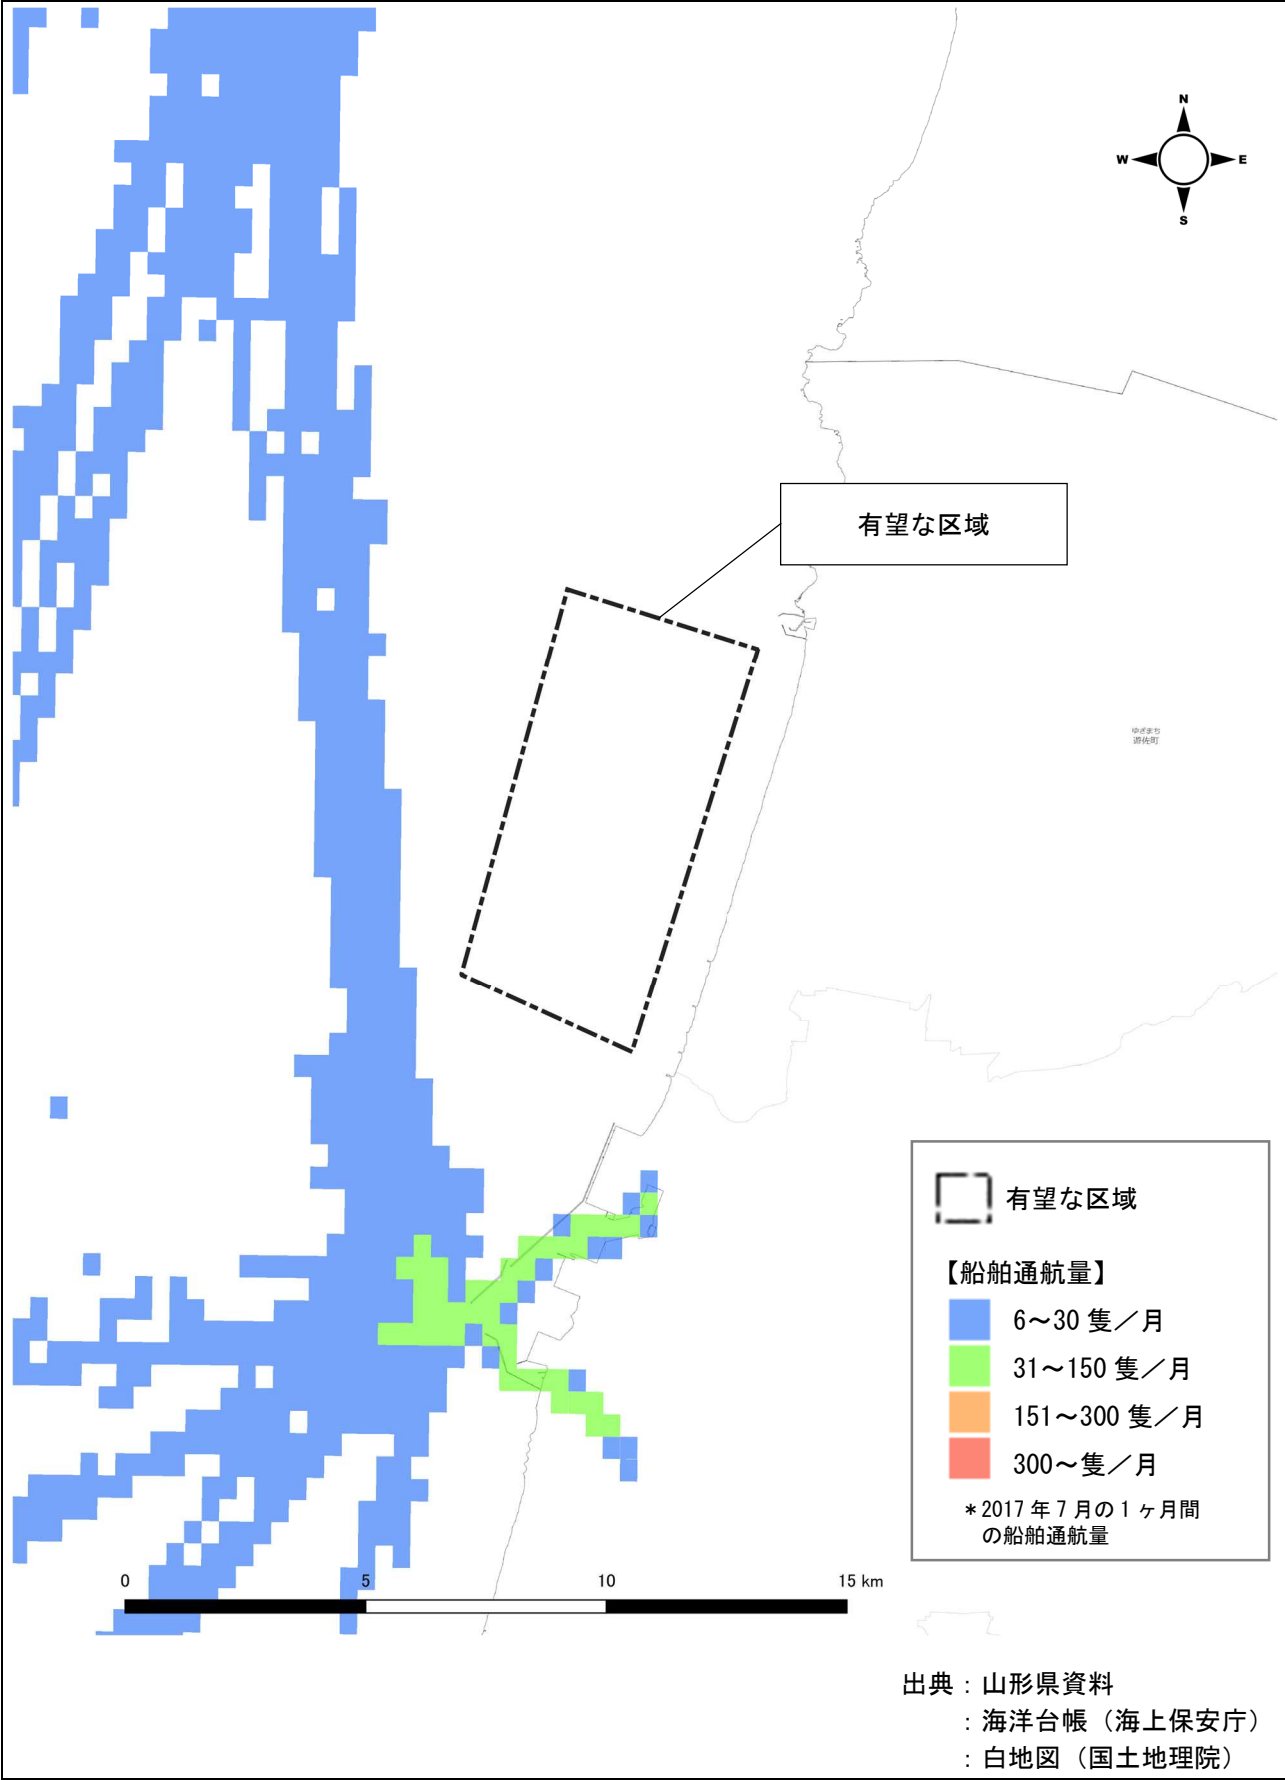 N
W E
S
有望な区域
ゆざまち
遊佐町
有望な区域
【船舶通航量】
6～30 隻／月
31～150 隻／月
151～300 隻／月
300～隻／月
＊2017 年 7 月の 1 ヶ月間
の船舶通航量
0 5 10 15 km
出典：山形県資料
：海洋台帳（海上保安庁）
：白地図（国土地理院）